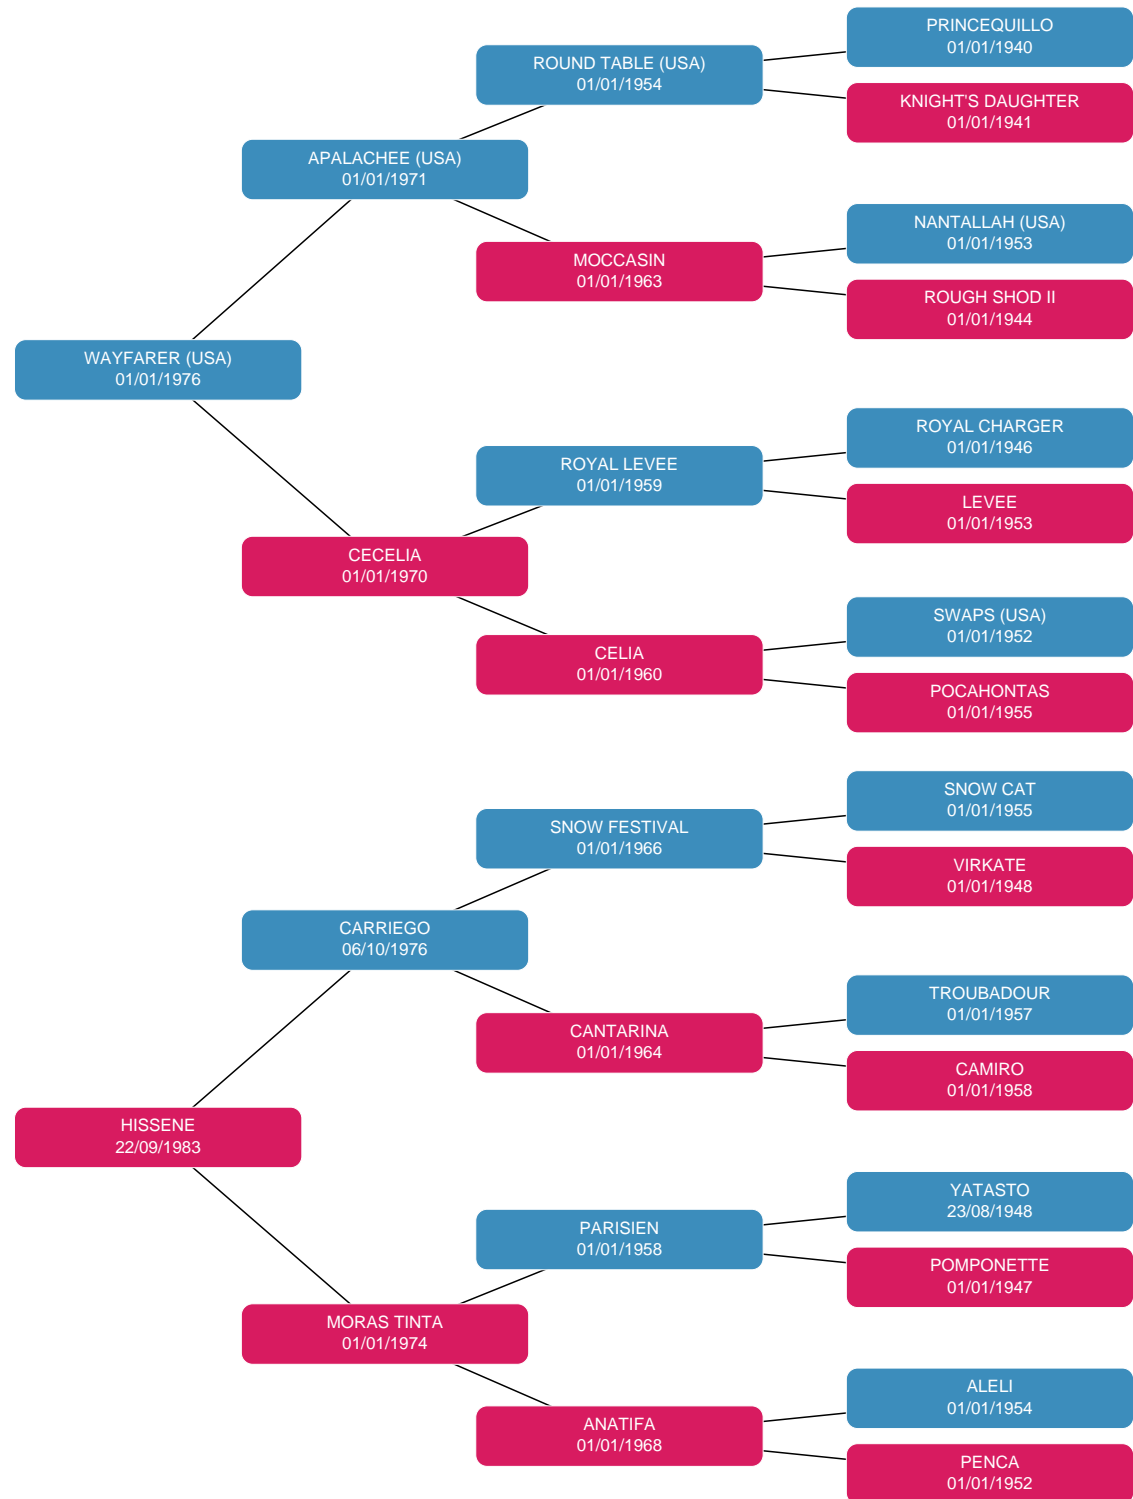 PRINCEQUILLO
01/01/1940
ROUND TABLE (USA)
01/01/1954
KNIGHT'S DAUGHTER
01/01/1941
APALACHEE (USA)
01/01/1971
NANTALLAH (USA)
01/01/1953
MOCCASIN
01/01/1963
ROUGH SHOD II
01/01/1944
WAYFARER (USA)
01/01/1976
ROYAL CHARGER
01/01/1946
ROYAL LEVEE
01/01/1959
LEVEE
01/01/1953
CECELIA
01/01/1970
SWAPS (USA)
01/01/1952
CELIA
01/01/1960
POCAHONTAS
01/01/1955
SNOW CAT
01/01/1955
SNOW FESTIVAL
01/01/1966
VIRKATE
01/01/1948
CARRIEGO
06/10/1976
TROUBADOUR
01/01/1957
CANTARINA
01/01/1964
CAMIRO
01/01/1958
HISSENE
22/09/1983
YATASTO
23/08/1948
PARISIEN
01/01/1958
POMPONETTE
01/01/1947
MORAS TINTA
01/01/1974
ALELI
01/01/1954
ANATIFA
01/01/1968
PENCA
01/01/1952